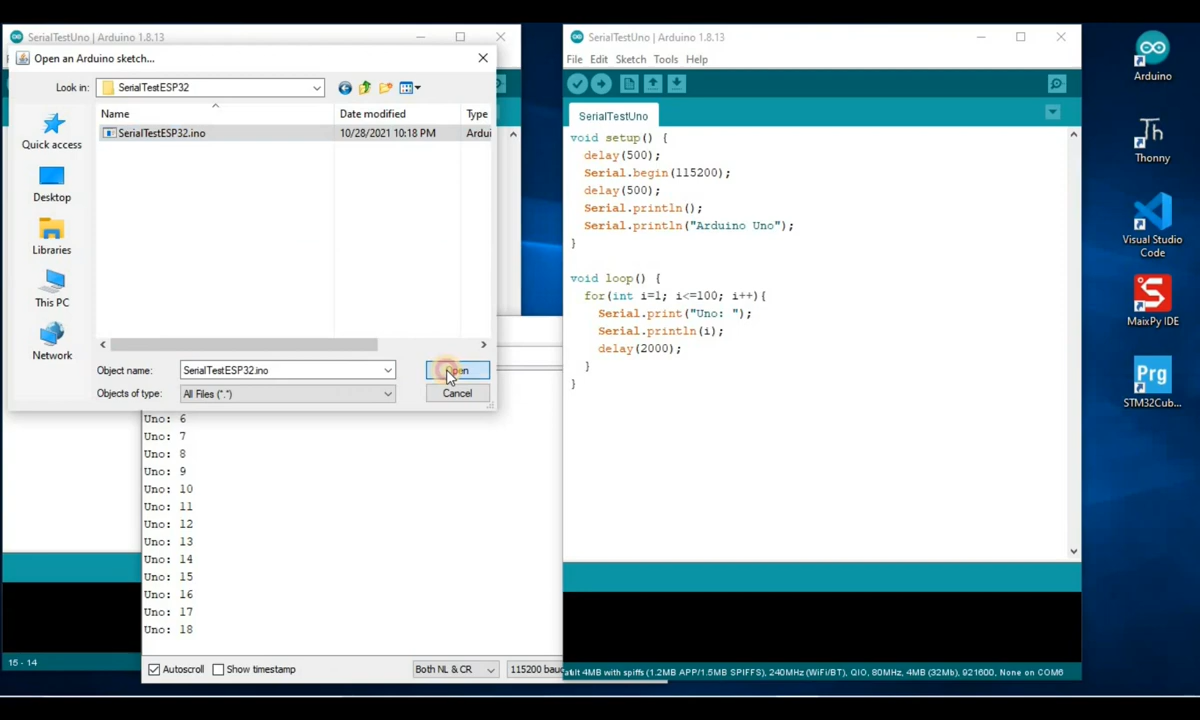 SerialTestUno | Arduino 1.8.13
Open an Arduino sketch...
Look in:
SerialTestESP32
Name
Date modified
Type
SerialTestESP32.ino
10/28/2021 10:18 PM
Ardui
Quick access
Desktop
Libraries
This PC
Network
Object name:
SerialTestESP32.ino
Open
Objects of type:
All Files (*.*)
Cancel
Uno: 6
Uno: 7
Uno: 8
Uno: 9
Uno: 10
Uno: 11
Uno: 12
Uno: 13
Uno: 14
Uno: 15
Uno: 16
Uno: 17
Uno: 18
15 - 14
Autoscroll
Show timestamp
Both NL & CR
115200 bauc
SerialTestUno | Arduino 1.8.13
File Edit Sketch Tools Help
SerialTestUno
void setup() {
delay(500);
Serial.begin(115200);
delay(500);
Serial.println();
Serial.println("Arduino Uno");
}
void loop() {
for(int i=1; i<=100; i++){
Serial.print("Uno: ");
Serial.println(i);
delay(2000);
}
}
ault 4MB with spiffs (1.2MB APP/1.5MB SPIFFS), 240MHz (WiFi/BT), QIO, 80MHz, 4MB (32Mb), 921600, None on COM6
Arduino
Th
Thonny
Visual Studio
Code
MaixPy IDE
Prg
STM32Cub...